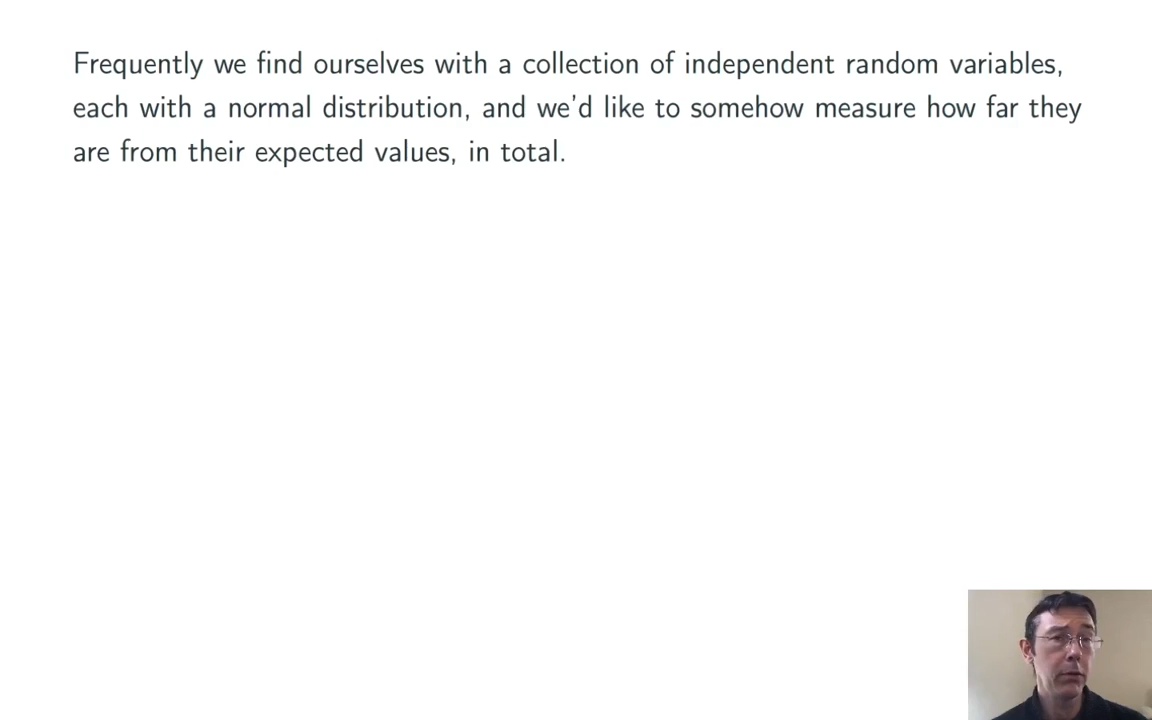 Frequently we find ourselves with a collection of independent random variables,
each with a normal distribution, and we'd like to somehow measure how far they
are from their expected values, in total.